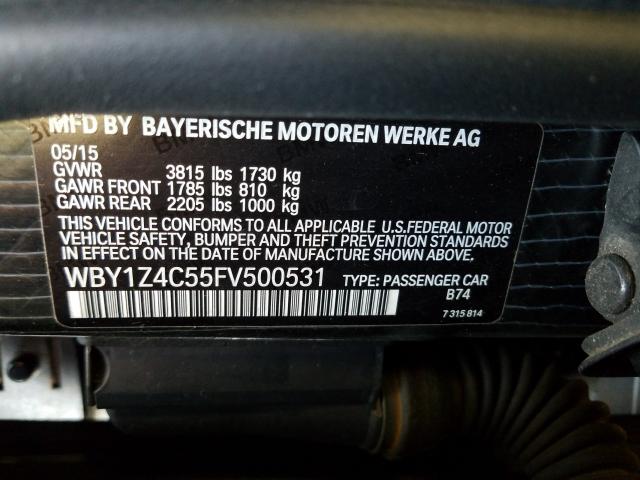 MFD BY BAYERISCHE MOTOREN WERKE AG
05/15
GVWR 3815 lbs 1730 kg
GAWR FRONT 1785 lbs 810 kg
GAWR REAR 2205 lbs 1000 kg
THIS VEHICLE CONFORMS TO ALL APPLICABLE U.S.FEDERAL MOTOR
VEHICLE SAFETY, BUMPER AND THEFT PREVENTION STANDARDS
IN EFFECT ON THE DATE OF MANUFACTURE SHOWN ABOVE.
WBY1Z4C55FV500531 TYPE: PASSENGER CAR
B74
7 315 814